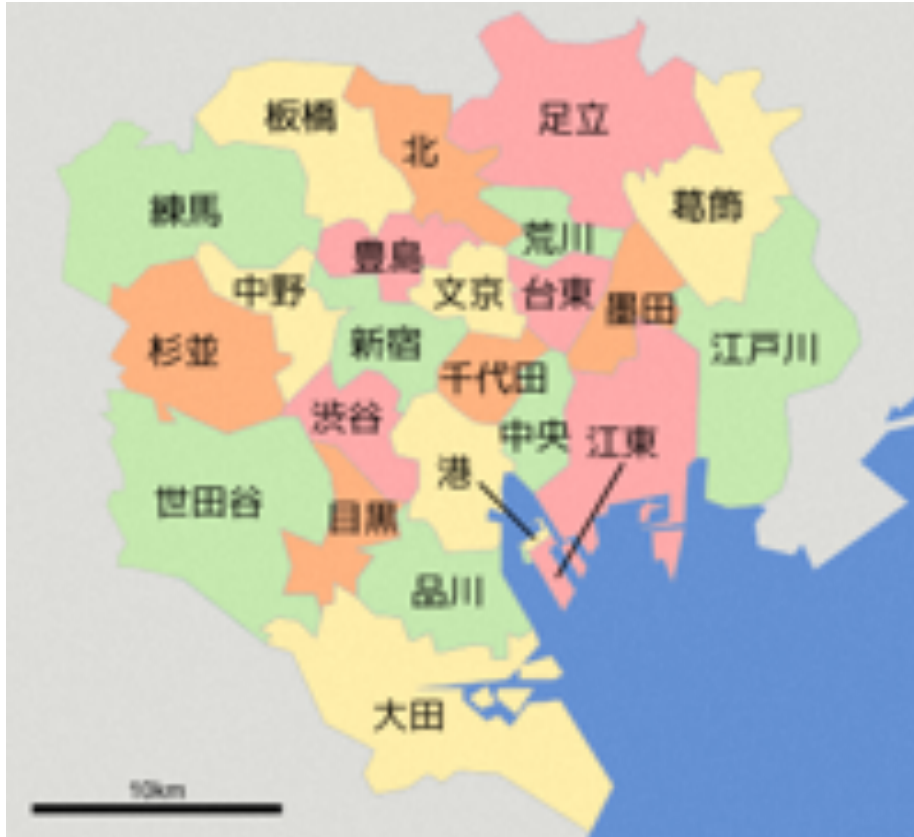 足立
板橋
北
葛飾
練馬
荒川
豊島
中野
文京
台東
墨田
新宿
江戸川
杉並
千代田
渋谷
中央
江東
港
世田谷
目黒
品川
大田
10km